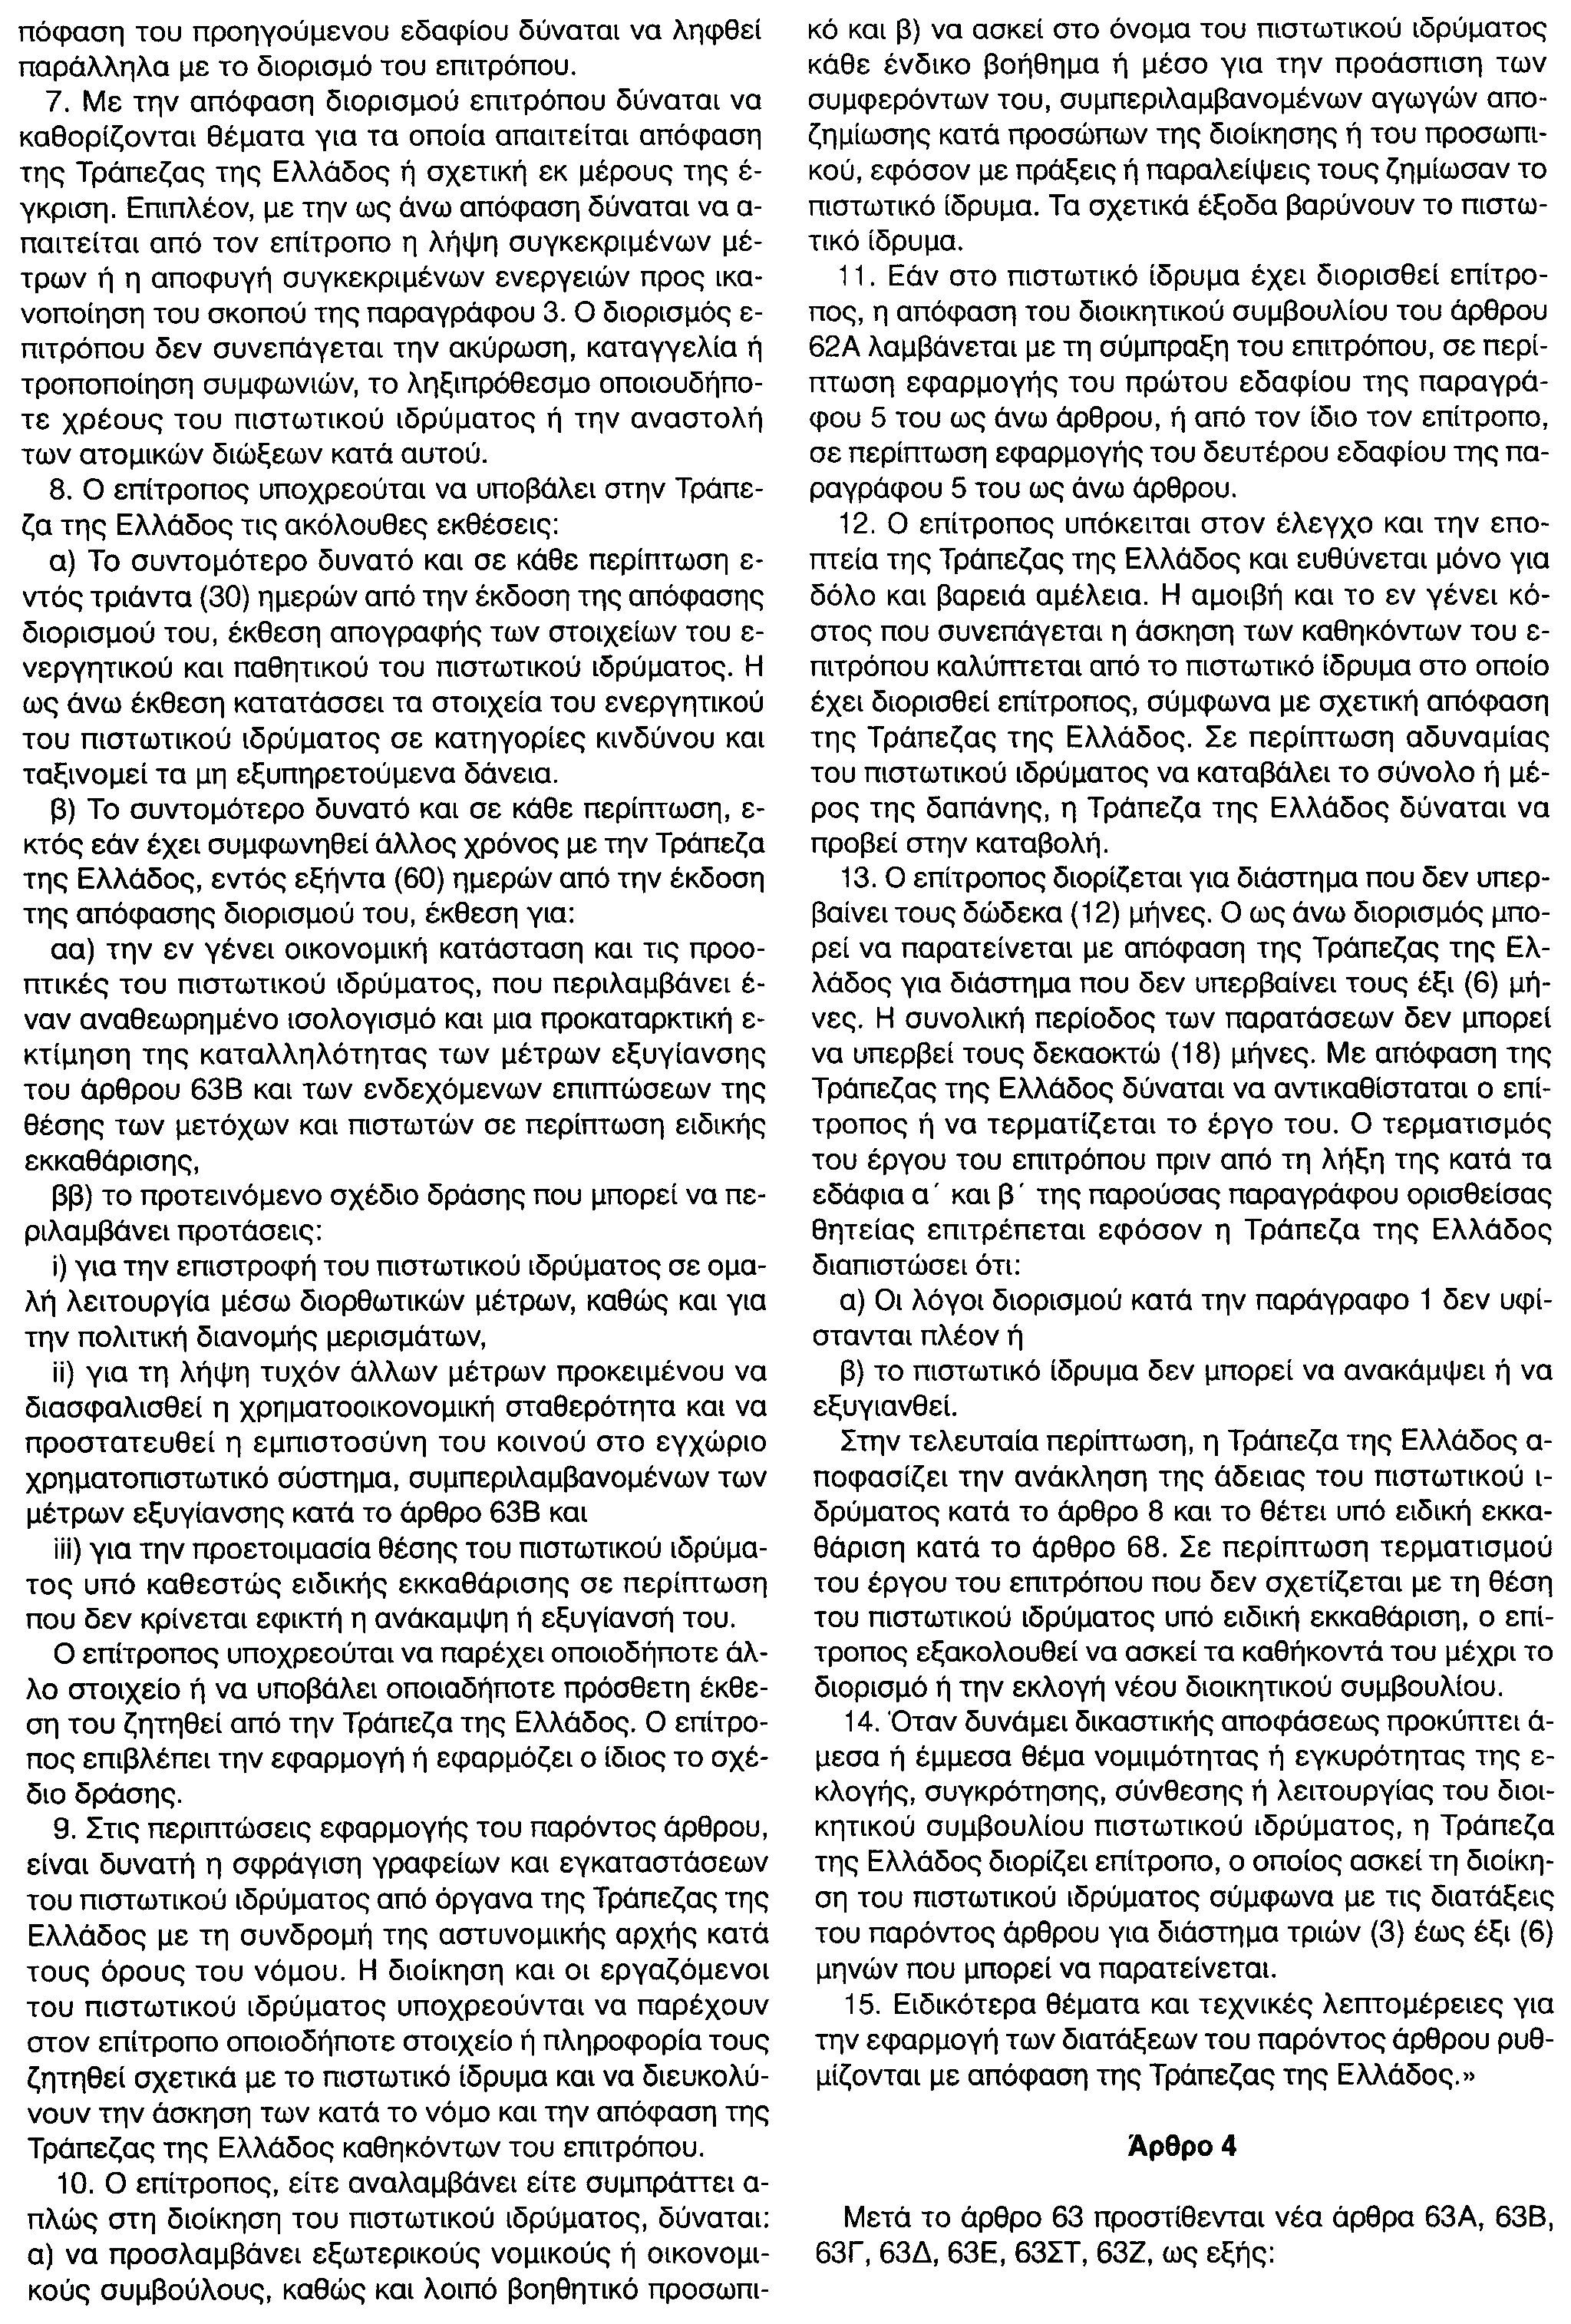 πόφαση του προηγούμενου εδαφίου δύναται να ληφθεί
παράλληλα με το διορισμό του επιτρόπου.
7. Με την απόφαση διορισμού επιτρόπου δύναται να
καθορίζονται θέματα για τα οποία απαιτείται απόφαση
της Τράπεζας της Ελλάδος ή σχετική εκ μέρους της έ-
γκριση. Επιπλέον, με την ως άνω απόφαση δύναται να α-
παιτείται από τον επίτροπο η λήψη συγκεκριμένων μέ-
τρων ή η αποφυγή συγκεκριμένων ενεργειών προς ικα-
νοποίηση του σκοπού της παραγράφου 3. Ο διορισμός ε-
πιτρόπου δεν συνεπάγεται την ακύρωση, καταγγελία ή
τροποποίηση συμφωνιών, το ληξιπρόθεσμο οποιουδήπο-
τε χρέους του πιστωτικού ιδρύματος ή την αναστολή
των ατομικών διώξεων κατά αυτού.
8. Ο επίτροπος υποχρεούται να υποβάλει στην Τράπε-
ζα της Ελλάδος τις ακόλουθες εκθέσεις:
α) Το συντομότερο δυνατό και σε κάθε περίπτωση ε-
ντός τριάντα (30) ημερών από την έκδοση της απόφασης
διορισμού του, έκθεση απογραφής των στοιχείων του ε-
νεργητικού και παθητικού του πιστωτικού ιδρύματος. Η
ως άνω έκθεση κατατάσσει τα στοιχεία του ενεργητικού
του πιστωτικού ιδρύματος σε κατηγορίες κινδύνου και
ταξινομεί τα μη εξυπηρετούμενα δάνεια.
β) Το συντομότερο δυνατό και σε κάθε περίπτωση, ε-
κτός εάν έχει συμφωνηθεί άλλος χρόνος με την Τράπεζα
της Ελλάδος, εντός εξήντα (60) ημερών από την έκδοση
της απόφασης διορισμού του, έκθεση για:
αα) την εν γένει οικονομική κατάσταση και τις προο-
πτικές του πιστωτικού ιδρύματος, που περιλαμβάνει έ-
ναν αναθεωρημένο ισολογισμό και μια προκαταρκτική ε-
κτίμηση της καταλληλότητας των μέτρων εξυγίανσης
του άρθρου 63Β και των ενδεχόμενων επιπτώσεων της
θέσης των μετόχων και πιστωτών σε περίπτωση ειδικής
εκκαθάρισης,
ββ) το προτεινόμενο σχέδιο δράσης που μπορεί να πε-
ριλαμβάνει προτάσεις:
i) για την επιστροφή του πιστωτικού ιδρύματος σε ομα-
λή λειτουργία μέσω διορθωτικών μέτρων, καθώς και για
την πολιτική διανομής μερισμάτων,
ii) για τη λήψη τυχόν άλλων μέτρων προκειμένου να
διασφαλισθεί η χρηματοοικονομική σταθερότητα και να
προστατευθεί η εμπιστοσύνη του κοινού στο εγχώριο
χρηματοπιστωτικό σύστημα, συμπεριλαμβανομένων των
μέτρων εξυγίανσης κατά το άρθρο 63Β και
iii) για την προετοιμασία θέσης του πιστωτικού ιδρύμα-
τος υπό καθεστώς ειδικής εκκαθάρισης σε περίπτωση
που δεν κρίνεται εφικτή η ανάκαμψη ή εξυγίανσή του.
Ο επίτροπος υποχρεούται να παρέχει οποιοδήποτε άλ-
λο στοιχείο ή να υποβάλει οποιαδήποτε πρόσθετη έκθε-
ση του ζητηθεί από την Τράπεζα της Ελλάδος. Ο επίτρο-
πος επιβλέπει την εφαρμογή ή εφαρμόζει ο ίδιος το σχέ-
διο δράσης.
9. Στις περιπτώσεις εφαρμογής του παρόντος άρθρου,
είναι δυνατή η σφράγιση γραφείων και εγκαταστάσεων
του πιστωτικού ιδρύματος από όργανα της Τράπεζας της
Ελλάδος με τη συνδρομή της αστυνομικής αρχής κατά
τους όρους του νόμου. Η διοίκηση και οι εργαζόμενοι
του πιστωτικού ιδρύματος υποχρεούνται να παρέχουν
στον επίτροπο οποιοδήποτε στοιχείο ή πληροφορία τους
ζητηθεί σχετικά με το πιστωτικό ίδρυμα και να διευκολύ-
νουν την άσκηση των κατά το νόμο και την απόφαση της
Τράπεζας της Ελλάδος καθηκόντων του επιτρόπου.
10. Ο επίτροπος, είτε αναλαμβάνει είτε συμπράττει α-
πλώς στη διοίκηση του πιστωτικού ιδρύματος, δύναται:
α) να προσλαμβάνει εξωτερικούς νομικούς ή οικονομι-
κούς συμβούλους, καθώς και λοιπό βοηθητικό προσωπι-
κό και β) να ασκεί στο όνομα του πιστωτικού ιδρύματος
κάθε ένδικο βοήθημα ή μέσο για την προάσπιση των
συμφερόντων του, συμπεριλαμβανομένων αγωγών απο-
ζημίωσης κατά προσώπων της διοίκησης ή του προσωπι-
κού, εφόσον με πράξεις ή παραλείψεις τους ζημίωσαν το
πιστωτικό ίδρυμα. Τα σχετικά έξοδα βαρύνουν το πιστω-
τικό ίδρυμα.
11. Εάν στο πιστωτικό ίδρυμα έχει διορισθεί επίτρο-
πος, η απόφαση του διοικητικού συμβουλίου του άρθρου
62Α λαμβάνεται με τη σύμπραξη του επιτρόπου, σε περί-
πτωση εφαρμογής του πρώτου εδαφίου της παραγρά-
φου 5 του ως άνω άρθρου, ή από τον ίδιο τον επίτροπο,
σε περίπτωση εφαρμογής του δευτέρου εδαφίου της πα-
ραγράφου 5 του ως άνω άρθρου.
12. Ο επίτροπος υπόκειται στον έλεγχο και την επο-
πτεία της Τράπεζας της Ελλάδος και ευθύνεται μόνο για
δόλο και βαρειά αμέλεια. Η αμοιβή και το εν γένει κό-
στος που συνεπάγεται η άσκηση των καθηκόντων του ε-
πιτρόπου καλύπτεται από το πιστωτικό ίδρυμα στο οποίο
έχει διορισθεί επίτροπος, σύμφωνα με σχετική απόφαση
της Τράπεζας της Ελλάδος. Σε περίπτωση αδυναμίας
του πιστωτικού ιδρύματος να καταβάλει το σύνολο ή μέ-
ρος της δαπάνης, η Τράπεζα της Ελλάδος δύναται να
προβεί στην καταβολή.
13. Ο επίτροπος διορίζεται για διάστημα που δεν υπερ-
βαίνει τους δώδεκα (12) μήνες. Ο ως άνω διορισμός μπο-
ρεί να παρατείνεται με απόφαση της Τράπεζας της Ελ-
λάδος για διάστημα που δεν υπερβαίνει τους έξι (6) μή-
νες. Η συνολική περίοδος των παρατάσεων δεν μπορεί
να υπερβεί τους δεκαοκτώ (18) μήνες. Με απόφαση της
Τράπεζας της Ελλάδος δύναται να αντικαθίσταται ο επί-
τροπος ή να τερματίζεται το έργο του. Ο τερματισμός
του έργου του επιτρόπου πριν από τη λήξη της κατά τα
εδάφια α΄ και β΄ της παρούσας παραγράφου ορισθείσας
θητείας επιτρέπεται εφόσον η Τράπεζα της Ελλάδος
διαπιστώσει ότι:
α) Οι λόγοι διορισμού κατά την παράγραφο 1 δεν υφί-
στανται πλέον ή
β) το πιστωτικό ίδρυμα δεν μπορεί να ανακάμψει ή να
εξυγιανθεί.
Στην τελευταία περίπτωση, η Τράπεζα της Ελλάδος α-
ποφασίζει την ανάκληση της άδειας του πιστωτικού ι-
δρύματος κατά το άρθρο 8 και το θέτει υπό ειδική εκκα-
θάριση κατά το άρθρο 68. Σε περίπτωση τερματισμού
του έργου του επιτρόπου που δεν σχετίζεται με τη θέση
του πιστωτικού ιδρύματος υπό ειδική εκκαθάριση, ο επί-
τροπος εξακολουθεί να ασκεί τα καθήκοντά του μέχρι το
διορισμό ή την εκλογή νέου διοικητικού συμβουλίου.
14. Όταν δυνάμει δικαστικής αποφάσεως προκύπτει ά-
μεσα ή έμμεσα θέμα νομιμότητας ή εγκυρότητας της ε-
κλογής, συγκρότησης, σύνθεσης ή λειτουργίας του διοι-
κητικού συμβουλίου πιστωτικού ιδρύματος, η Τράπεζα
της Ελλάδος διορίζει επίτροπο, ο οποίος ασκεί τη διοίκη-
ση του πιστωτικού ιδρύματος σύμφωνα με τις διατάξεις
του παρόντος άρθρου για διάστημα τριών (3) έως έξι (6)
μηνών που μπορεί να παρατείνεται.
15. Ειδικότερα θέματα και τεχνικές λεπτομέρειες για
την εφαρμογή των διατάξεων του παρόντος άρθρου ρυθ-
μίζονται με απόφαση της Τράπεζας της Ελλάδος.»
Άρθρο 4
Μετά το άρθρο 63 προστίθενται νέα άρθρα 63Α, 63Β,
63Γ, 63Δ, 63Ε, 63ΣΤ, 63Ζ, ως εξής: